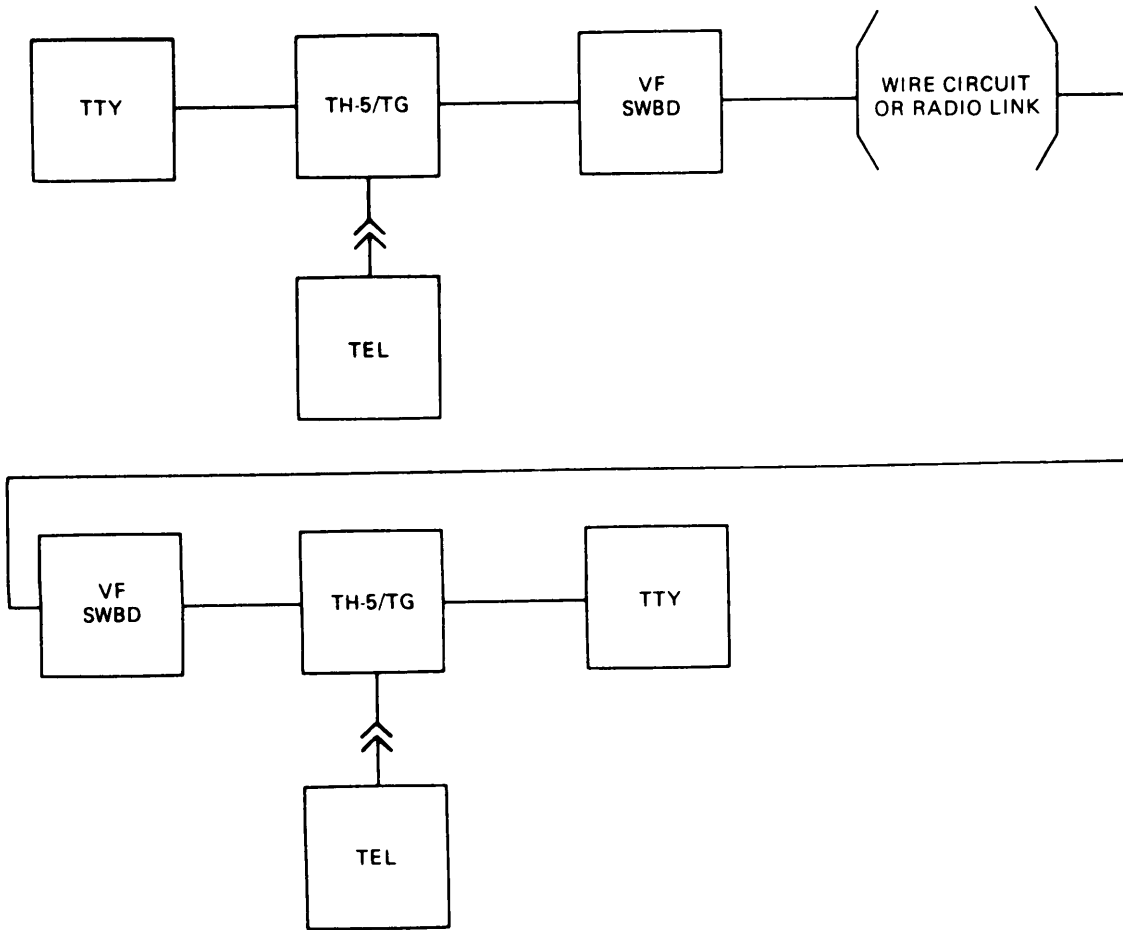 TTY
TH-5/TG
VF
SWBD
WIRE CIRCUIT
OR RADIO LINK
TEL
VF
SWBD
TH-5/TG
TTY
TEL